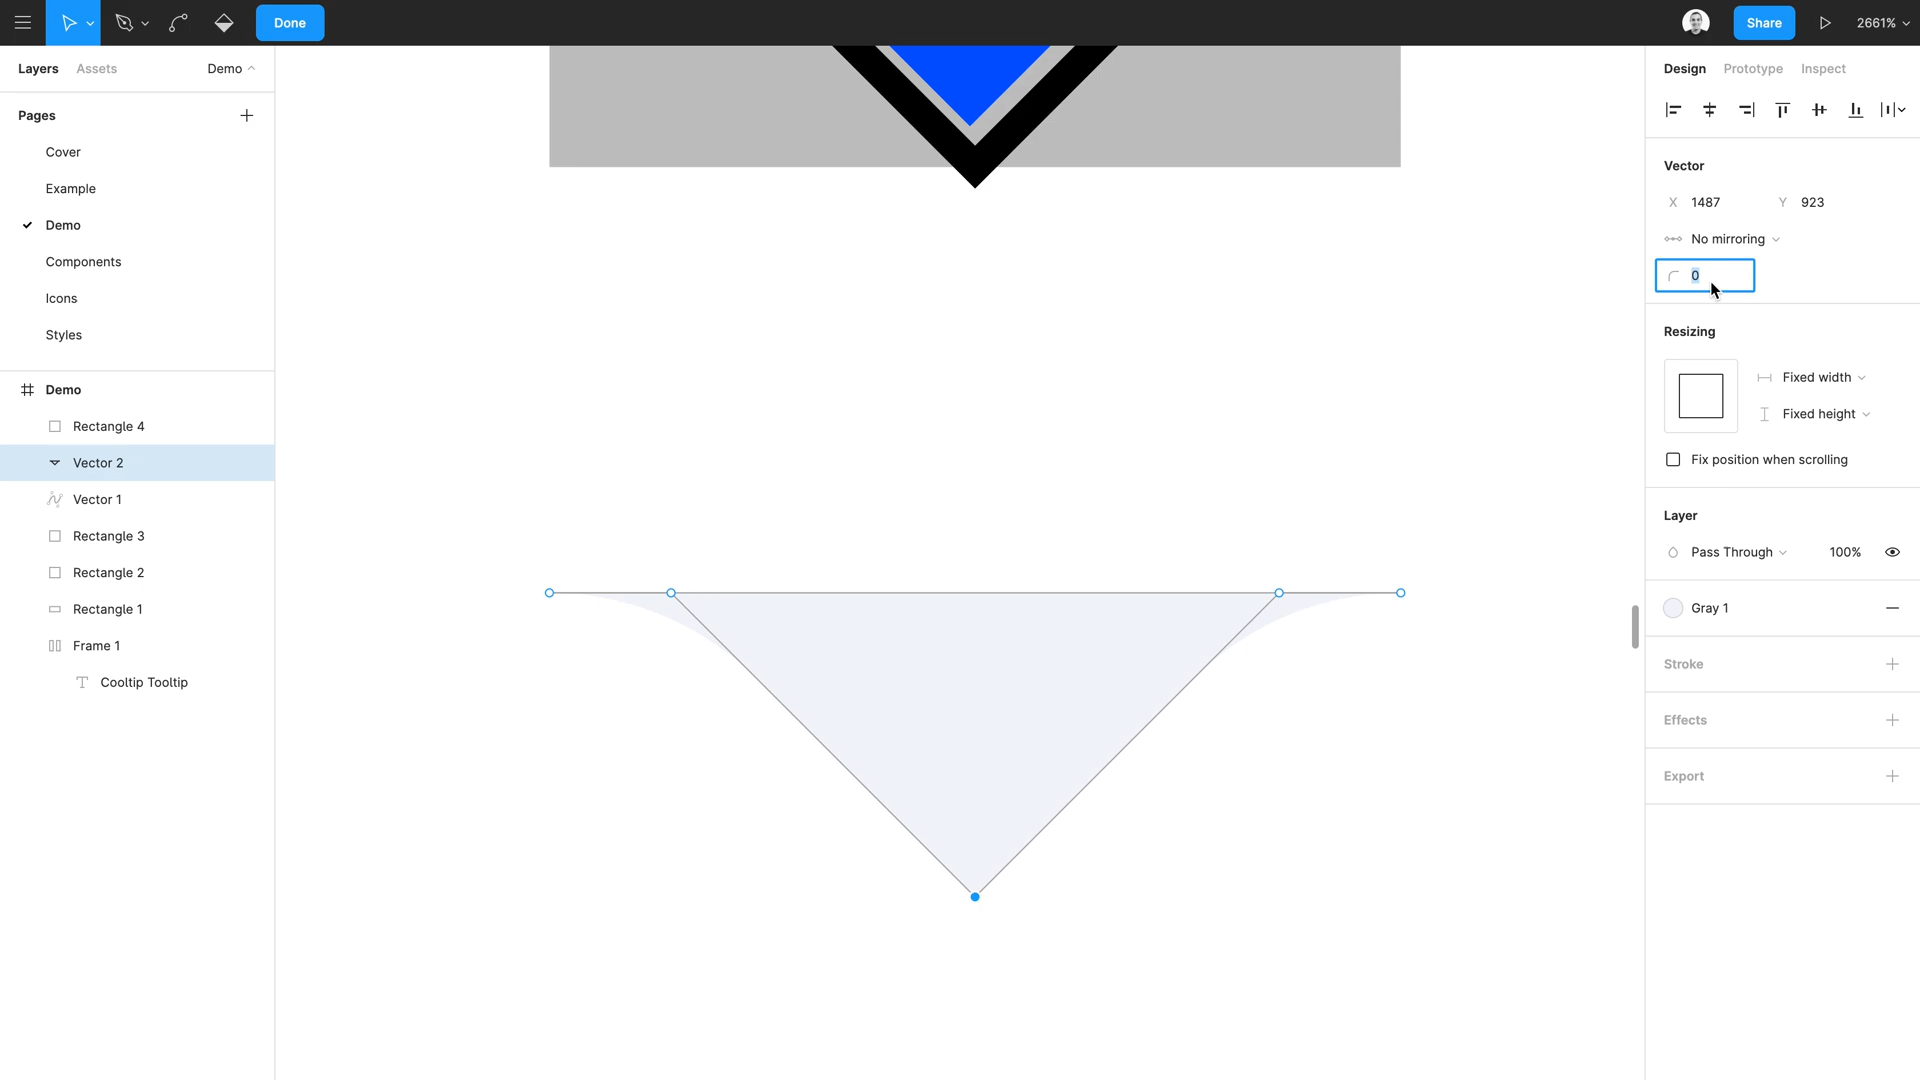 Done
Share
2661%
Layers
Assets
Demo
Pages
Cover
Example
Demo
Components
Icons
Styles
Demo
Rectangle 4
Vector 2
Vector 1
Rectangle 3
Rectangle 2
Rectangle 1
Frame 1
Cooltip Tooltip
Design
Prototype
Inspect
Vector
X 1487
Y 923
No mirroring
0
Resizing
Fixed width
Fixed height
Fix position when scrolling
Layer
Pass Through
100%
Gray 1
Stroke
Effects
Export